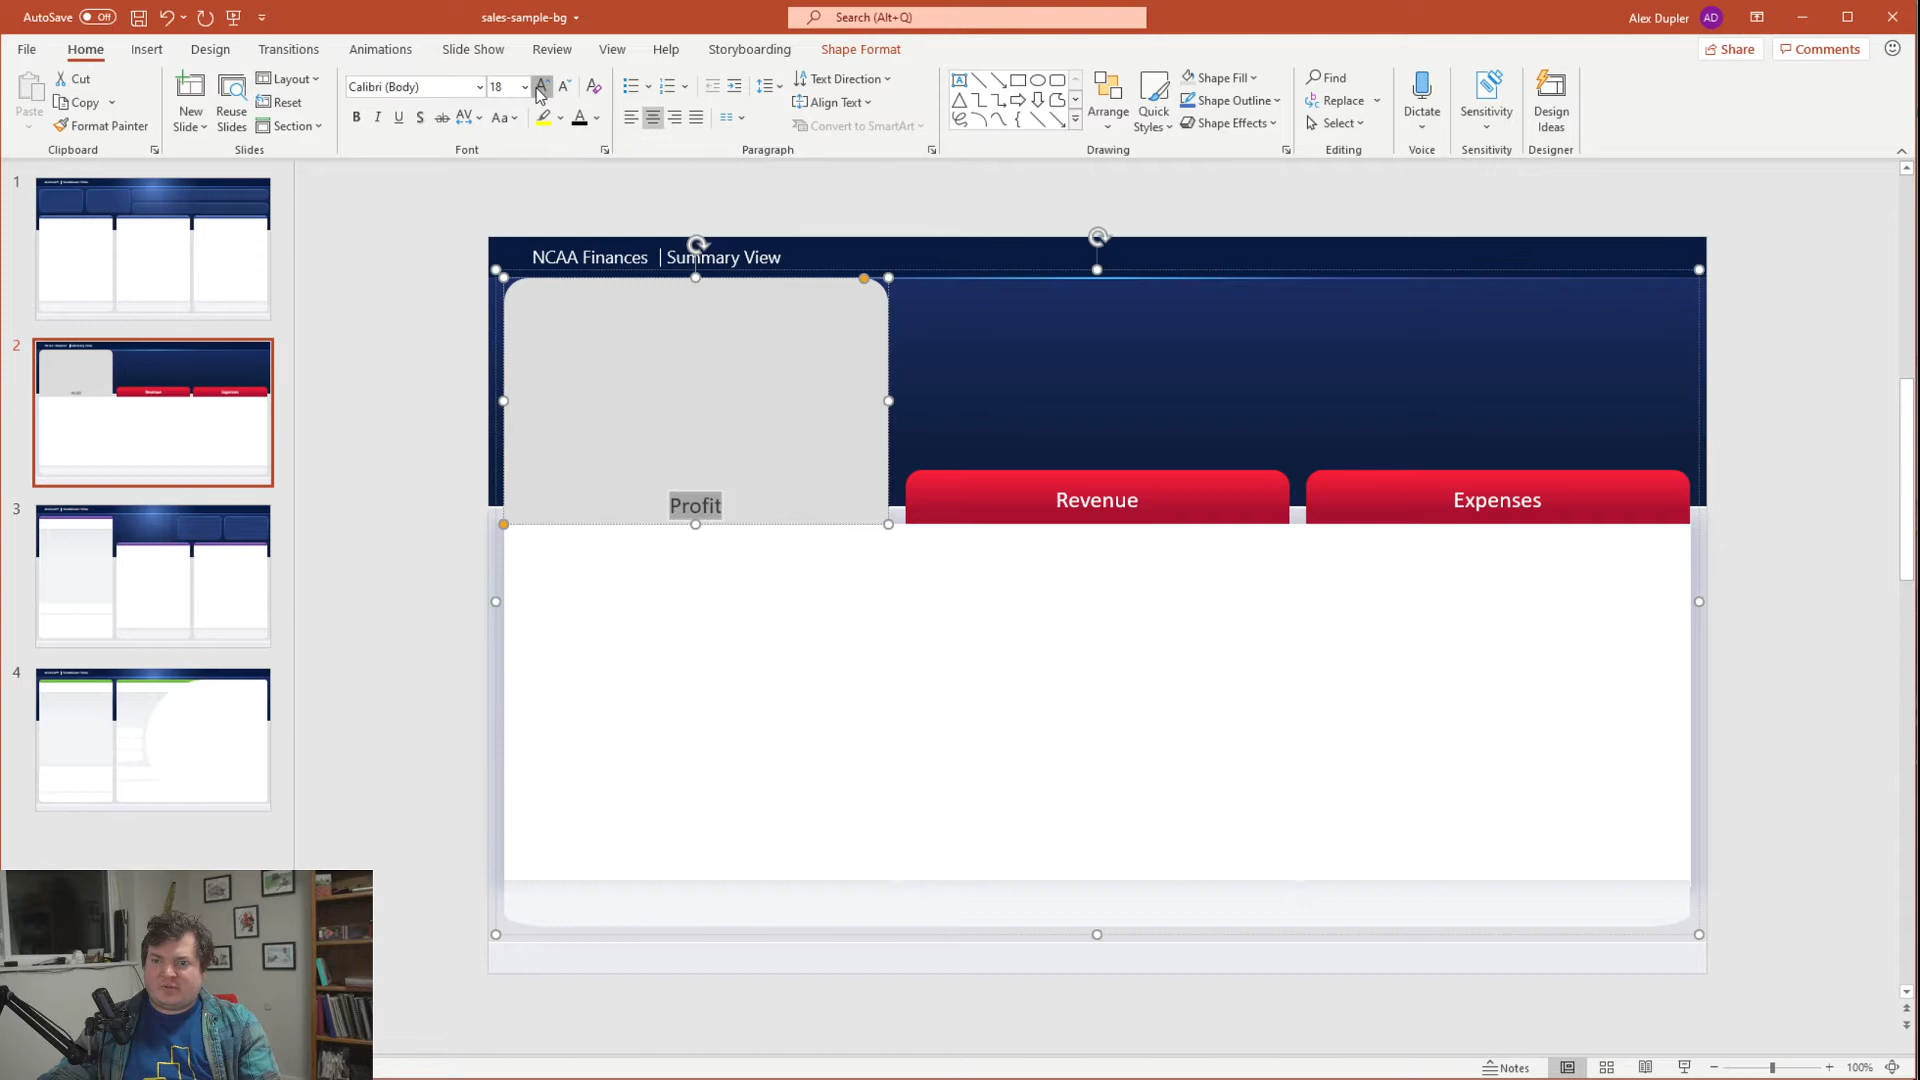 AutoSave Off sales-sample-bg Search (Alt+Q) Alex Dupler AD
File Home Insert Design Transitions Animations Slide Show Review View Help Storyboarding Shape Format Share Comments
Paste
Cut
Copy
Format Painter
Clipboard
New Slide
Reuse Slides
Layout
Reset
Section
Slides
Calibri (Body) 18
Font
Text Direction
Align Text
Convert to SmartArt
Paragraph
Arrange
Quick Styles
Shape Fill
Shape Outline
Shape Effects
Drawing
Find
Replace
Select
Editing
Dictate
Voice
Sensitivity
Sensitivity
Design Ideas
Designer
1
2
3
4
NCAA Finances | Summary View
Profit
Revenue
Expenses
Notes 100%